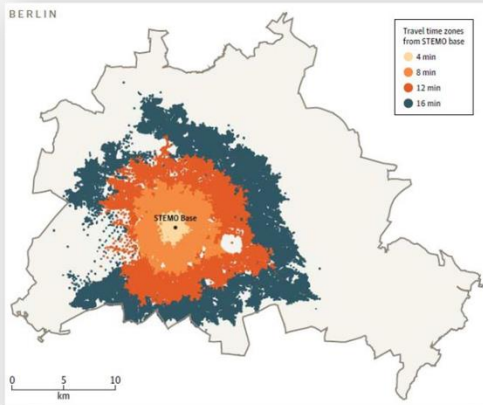 BERLIN
Travel time zones
from STEMO base
4 min
8 min
12 min
16 min
STEMO Base
0 5 10
km